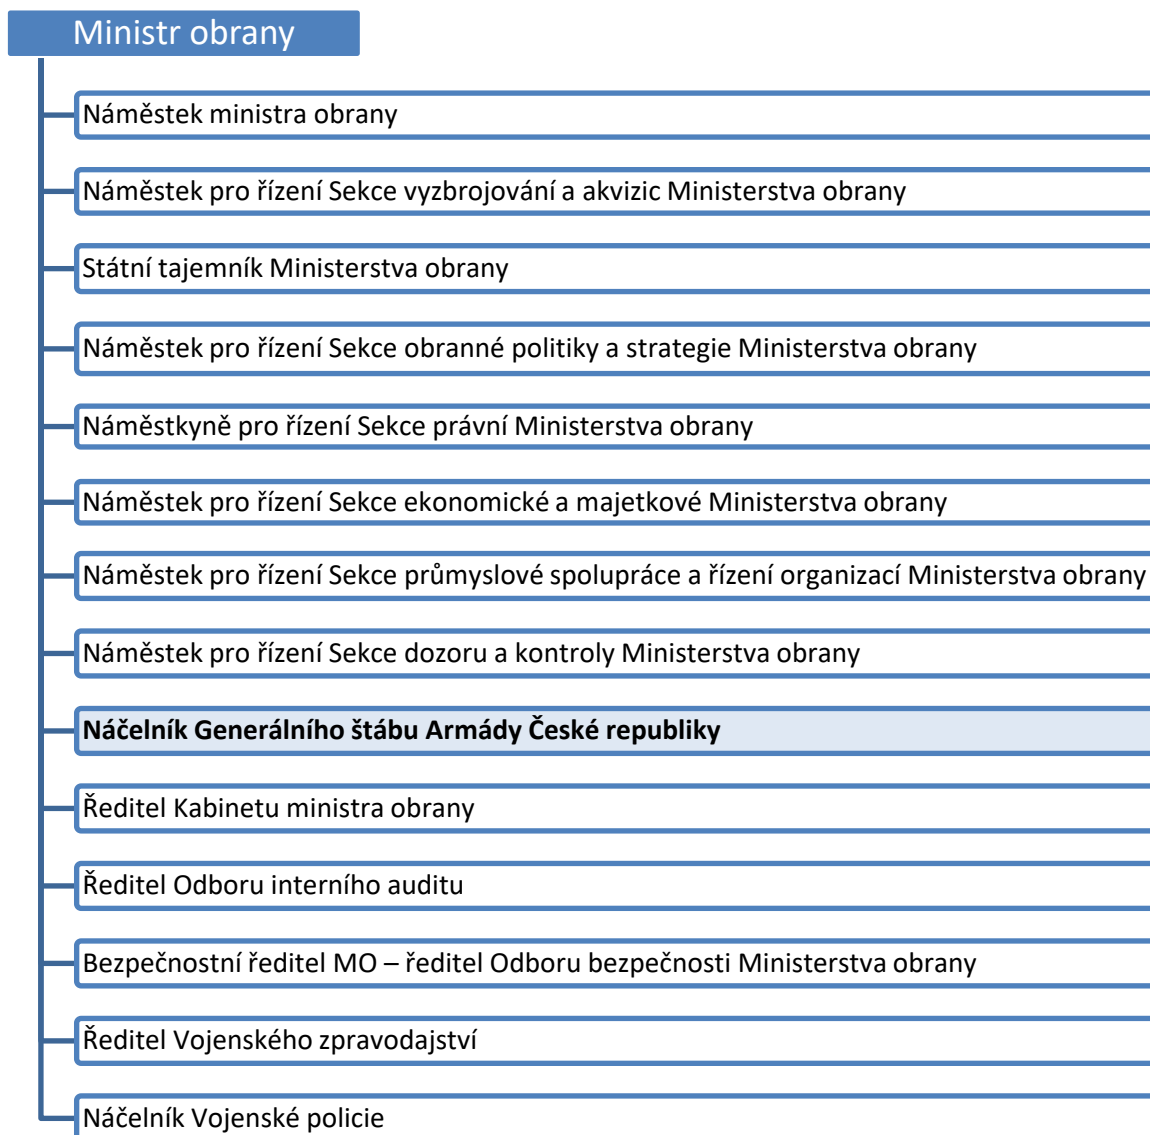 Ministr obrany
Náměstek ministra obrany
Náměstek pro řízení Sekce vyzbrojování a akvizic Ministerstva obrany
Státní tajemník Ministerstva obrany
Náměstek pro řízení Sekce obranné politiky a strategie Ministerstva obrany
Náměstkyně pro řízení Sekce právní Ministerstva obrany
Náměstek pro řízení Sekce ekonomické a majetkové Ministerstva obrany
Náměstek pro řízení Sekce průmyslové spolupráce a řízení organizací Ministerstva obrany
Náměstek pro řízení Sekce dozoru a kontroly Ministerstva obrany
Náčelník Generálního štábu Armády České republiky
Ředitel Kabinetu ministra obrany
Ředitel Odboru interního auditu
Bezpečnostní ředitel MO – ředitel Odboru bezpečnosti Ministerstva obrany
Ředitel Vojenského zpravodajství
Náčelník Vojenské policie